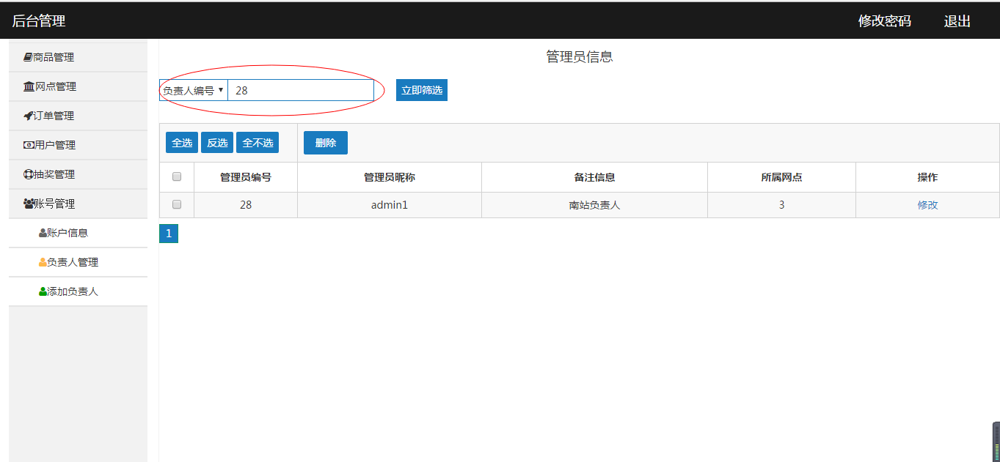 后台管理 修改密码 退出
商品管理
网点管理
订单管理
用户管理
抽奖管理
账号管理
账户信息
负责人管理
添加负责人
管理员信息
负责人编号 28 立即筛选
全选 反选 全不选 删除
管理员编号 管理员昵称 备注信息 所属网点 操作
28 admin1 南站负责人 3 修改
1